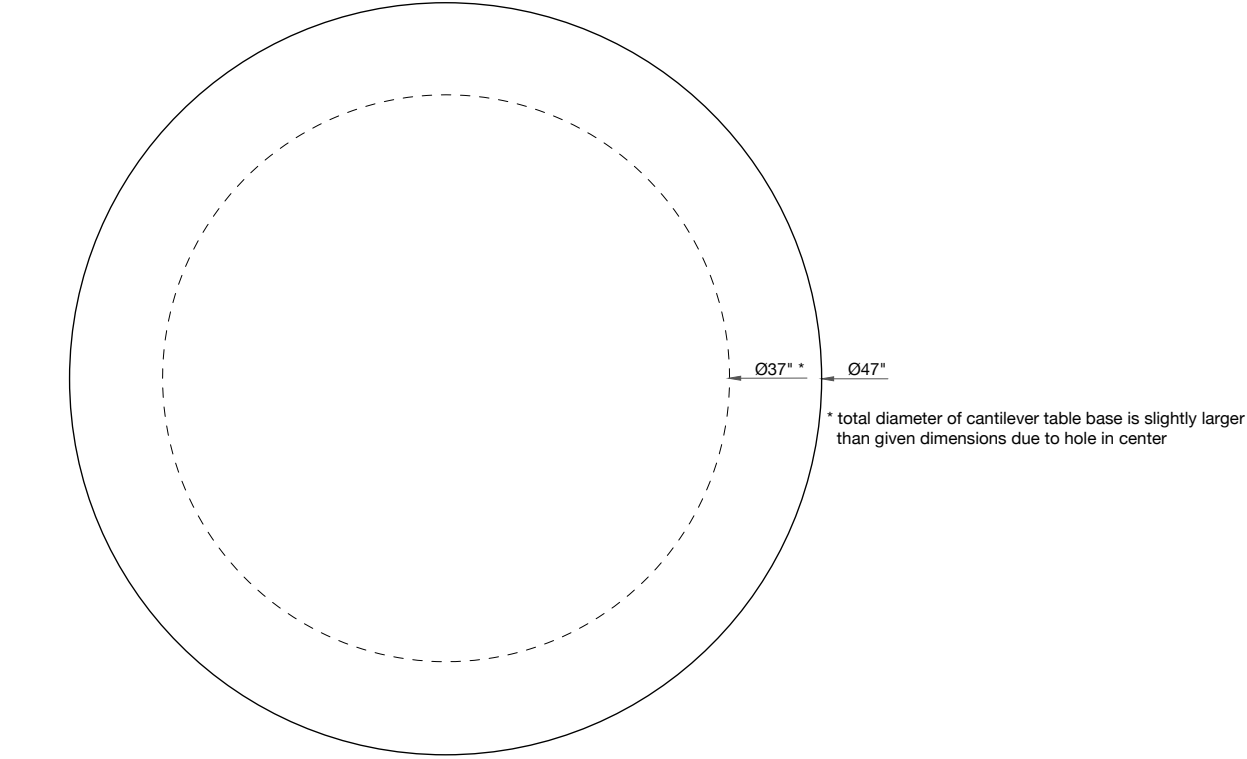 Ø37" *
Ø47"
* total diameter of cantilever table base is slightly larger
than given dimensions due to hole in center